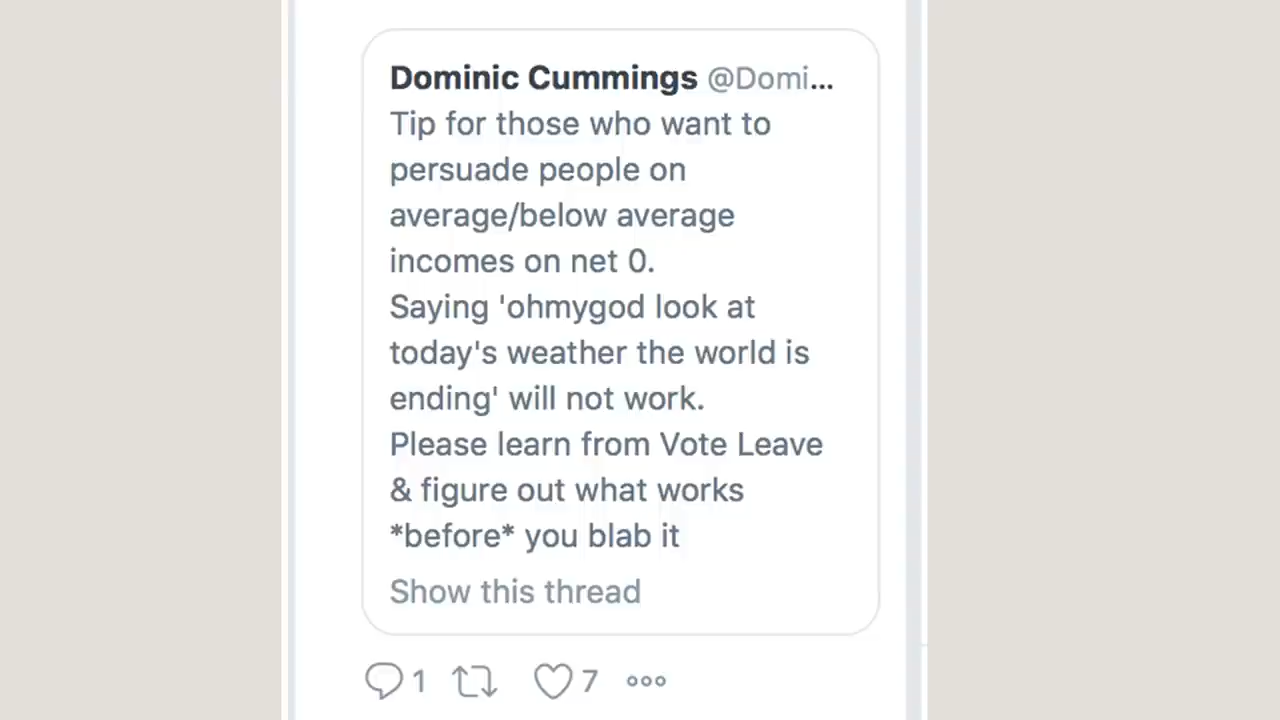 Dominic Cummings @Domi...
Tip for those who want to
persuade people on
average/below average
incomes on net 0.
Saying 'ohmygod look at
today's weather the world is
ending' will not work.
Please learn from Vote Leave
& figure out what works
*before* you blab it
Show this thread
1 7